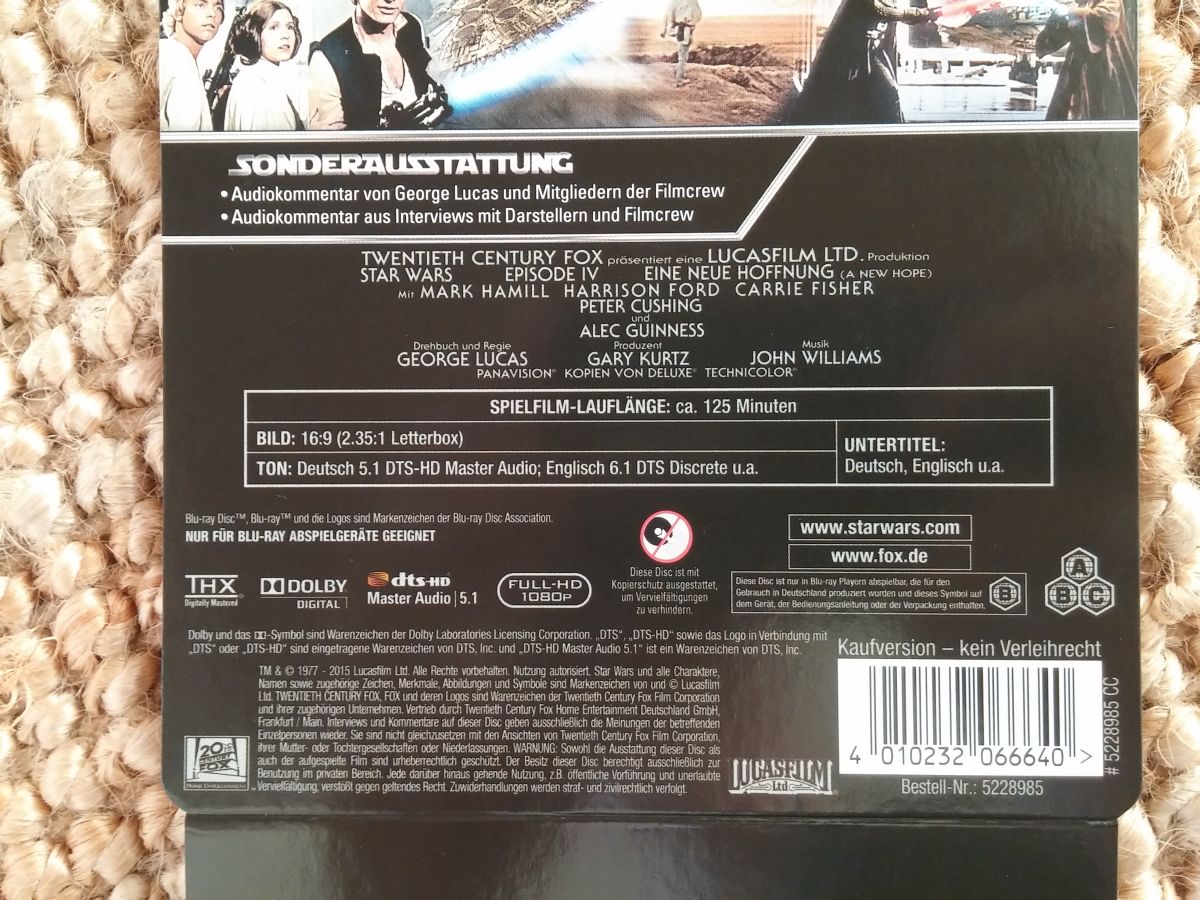 SONDERAUSSTATTUNG
• Audiokommentar von George Lucas und Mitgliedern der Filmcrew
• Audiokommentar aus Interviews mit Darstellern und Filmcrew
TWENTIETH CENTURY FOX präsentiert eine LUCASFILM LTD. Produktion
STAR WARS EPISODE IV EINE NEUE HOFFNUNG (A NEW HOPE)
Mit MARK HAMILL HARRISON FORD CARRIE FISHER
PETER CUSHING
und
ALEC GUINNESS
Drehbuch und Regie Produzent Musik
GEORGE LUCAS GARY KURTZ JOHN WILLIAMS
PANAVISION® KOPIEN VON DELUXE® TECHNICOLOR®
SPIELFILM-LAUFLÄNGE: ca. 125 Minuten
BILD: 16:9 (2.35:1 Letterbox)
TON: Deutsch 5.1 DTS-HD Master Audio; Englisch 6.1 DTS Discrete u.a.
UNTERTITEL:
Deutsch, Englisch u.a.
Blu-ray Disc™, Blu-ray™ und die Logos sind Markenzeichen der Blu-ray Disc Association.
NUR FÜR BLU-RAY ABSPIELGERÄTE GEEIGNET
Diese Disc ist mit
Kopierschutz ausgestattet,
um Vervielfältigungen
zu verhindern.
www.starwars.com
www.fox.de
THX
Digitally Mastered
DOLBY
DIGITAL
dts-HD
Master Audio | 5.1
FULL-HD
1080P
Diese Disc ist nur in Blu-ray Playern abspielbar, die für den
Gebrauch in Deutschland produziert wurden und dieses Symbol auf
dem Gerät, der Bedienungsanleitung oder der Verpackung enthalten.
B
A
B C
Dolby und das DD-Symbol sind Warenzeichen der Dolby Laboratories Licensing Corporation. „DTS", „DTS-HD" sowie das Logo in Verbindung mit
„DTS" oder „DTS-HD" sind eingetragene Warenzeichen von DTS, Inc. und „DTS-HD Master Audio 5.1" ist ein Warenzeichen von DTS, Inc.
TM & © 1977 - 2015 Lucasfilm Ltd. Alle Rechte vorbehalten. Nutzung autorisiert. Star Wars und alle Charaktere,
Namen sowie zugehörige Zeichen, Merkmale, Abbildungen und Symbole sind Markenzeichen von und © Lucasfilm
Ltd. TWENTIETH CENTURY FOX, FOX und deren Logos sind Warenzeichen der Twentieth Century Fox Film Corporation
und ihrer zugehörigen Unternehmen. Vertrieb durch Twentieth Century Fox Home Entertainment Deutschland GmbH,
Frankfurt / Main. Interviews und Kommentare auf dieser Disc geben ausschließlich die Meinungen der betreffenden
Einzelpersonen wieder. Sie sind nicht gleichzusetzen mit den Ansichten von Twentieth Century Fox Film Corporation,
ihrer Mutter- oder Tochtergesellschaften oder Niederlassungen. WARNUNG: Sowohl die Ausstattung dieser Disc als
auch der aufgespielte Film sind urheberrechtlich geschützt. Der Besitz dieser Disc berechtigt ausschließlich zur
Benutzung im privaten Bereich. Jede darüber hinaus gehende Nutzung, z.B. öffentliche Vorführung und unerlaubte
Vervielfältigung, verstößt gegen geltendes Recht. Zuwiderhandlungen werden straf- und zivilrechtlich verfolgt.
20th
CENTURY
FOX
HOME ENTERTAINMENT
LUCASFILM
Ltd
Kaufversion – kein Verleihrecht
4 010232 066640 >
# 5228985 CC
Bestell-Nr.: 5228985